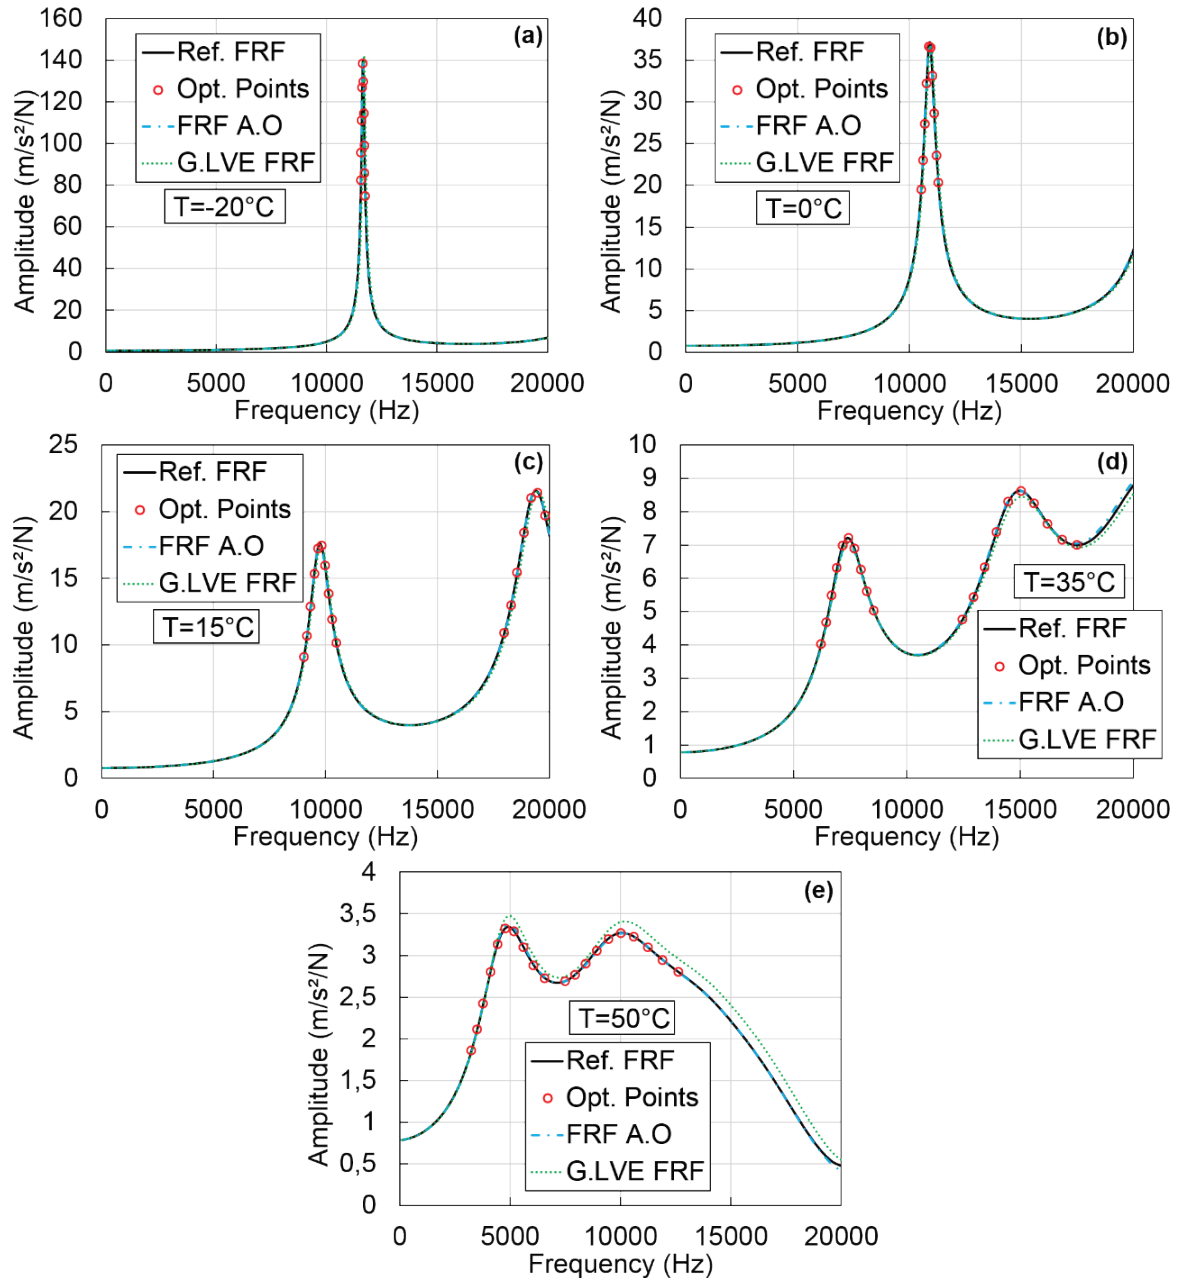 (a)
Ref. FRF
Opt. Points
FRF A.O
G.LVE FRF
T=-20°C
Amplitude (m/s²/N)
160
140
120
100
80
60
40
20
0
0 5000 10000 15000 20000
Frequency (Hz)
(b)
Ref. FRF
Opt. Points
FRF A.O
G.LVE FRF
T=0°C
Amplitude (m/s²/N)
40
35
30
25
20
15
10
5
0
0 5000 10000 15000 20000
Frequency (Hz)
(c)
Ref. FRF
Opt. Points
FRF A.O
G.LVE FRF
T=15°C
Amplitude (m/s²/N)
25
20
15
10
5
0
0 5000 10000 15000 20000
Frequency (Hz)
(d)
T=35°C
Ref. FRF
Opt. Points
FRF A.O
G.LVE FRF
Amplitude (m/s²/N)
10
9
8
7
6
5
4
3
2
1
0
0 5000 10000 15000 20000
Frequency (Hz)
(e)
T=50°C
Ref. FRF
Opt. Points
FRF A.O
G.LVE FRF
Amplitude (m/s²/N)
4
3,5
3
2,5
2
1,5
1
0,5
0
0 5000 10000 15000 20000
Frequency (Hz)